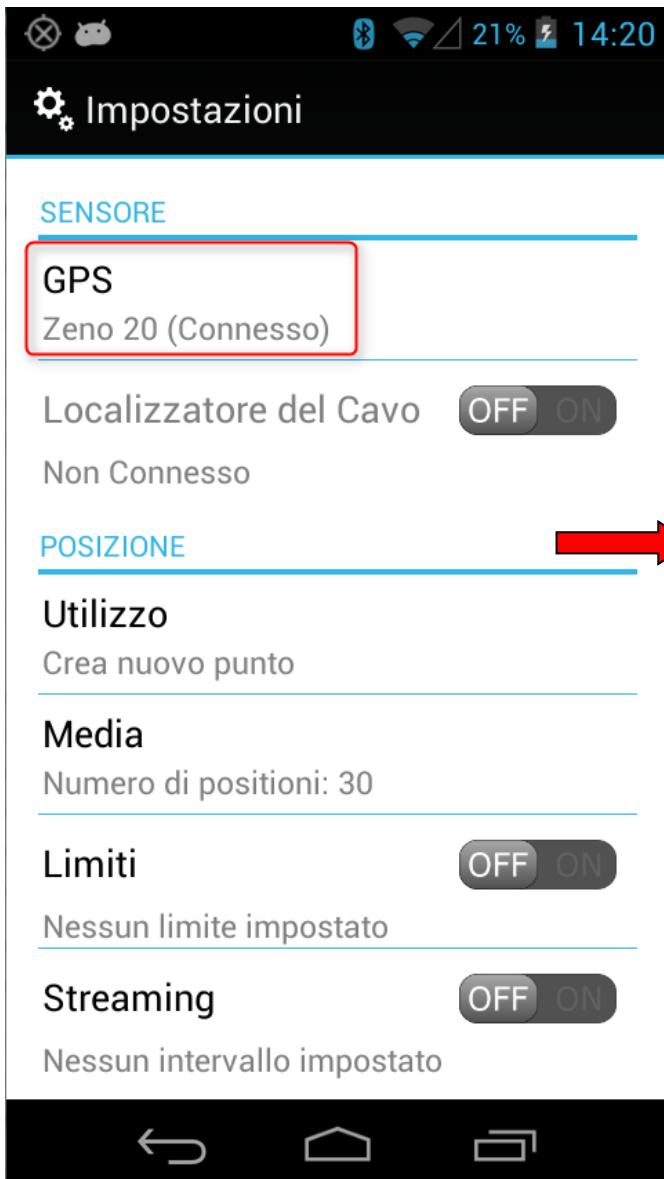 21% 14:20
Impostazioni
SENSORE
GPS
Zeno 20 (Connesso)
Localizzatore del Cavo OFF ON
Non Connesso
POSIZIONE
Utilizzo
Crea nuovo punto
Media
Numero di positioni: 30
Limiti OFF ON
Nessun limite impostato
Streaming OFF ON
Nessun intervallo impostato